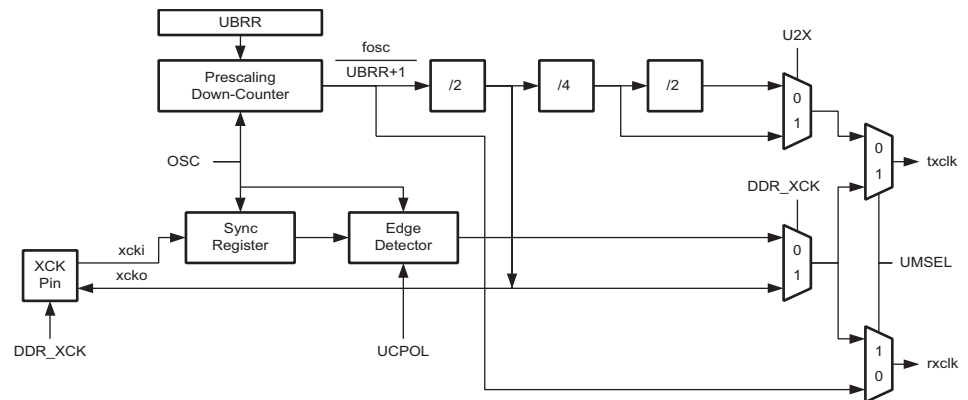 UBRR
Prescaling
Down-Counter
fosc
UBRR+1
/2
/4
/2
U2X
0
1
OSC
0
1
txclk
DDR_XCK
Sync
Register
Edge
Detector
0
1
xcki
xcko
XCK
Pin
UMSEL
DDR_XCK
UCPOL
1
0
rxclk